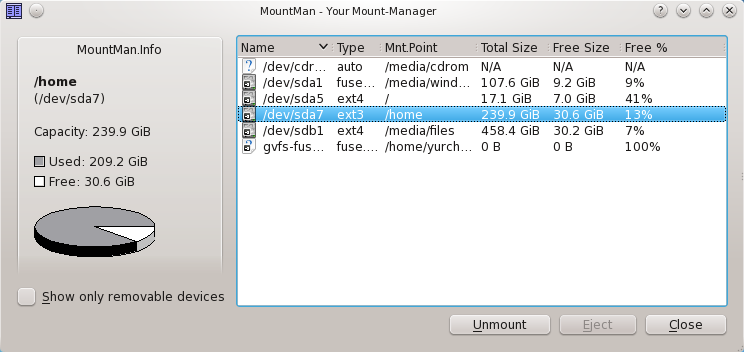 MountMan - Your Mount-Manager
MountMan.Info
/home
(/dev/sda7)
Capacity: 239.9 GiB
Used: 209.2 GiB
Free: 30.6 GiB
Show only removable devices
Name Type Mnt.Point Total Size Free Size Free %
/dev/cdr... auto /media/cdrom N/A N/A N/A
/dev/sda1 fuse.... /media/wind... 107.6 GiB 9.2 GiB 9%
/dev/sda5 ext4 / 17.1 GiB 7.0 GiB 41%
/dev/sda7 ext3 /home 239.9 GiB 30.6 GiB 13%
/dev/sdb1 ext4 /media/files 458.4 GiB 30.2 GiB 7%
gvfs-fus... fuse.... /home/yurch... 0 B 0 B 100%
Unmount Eject Close